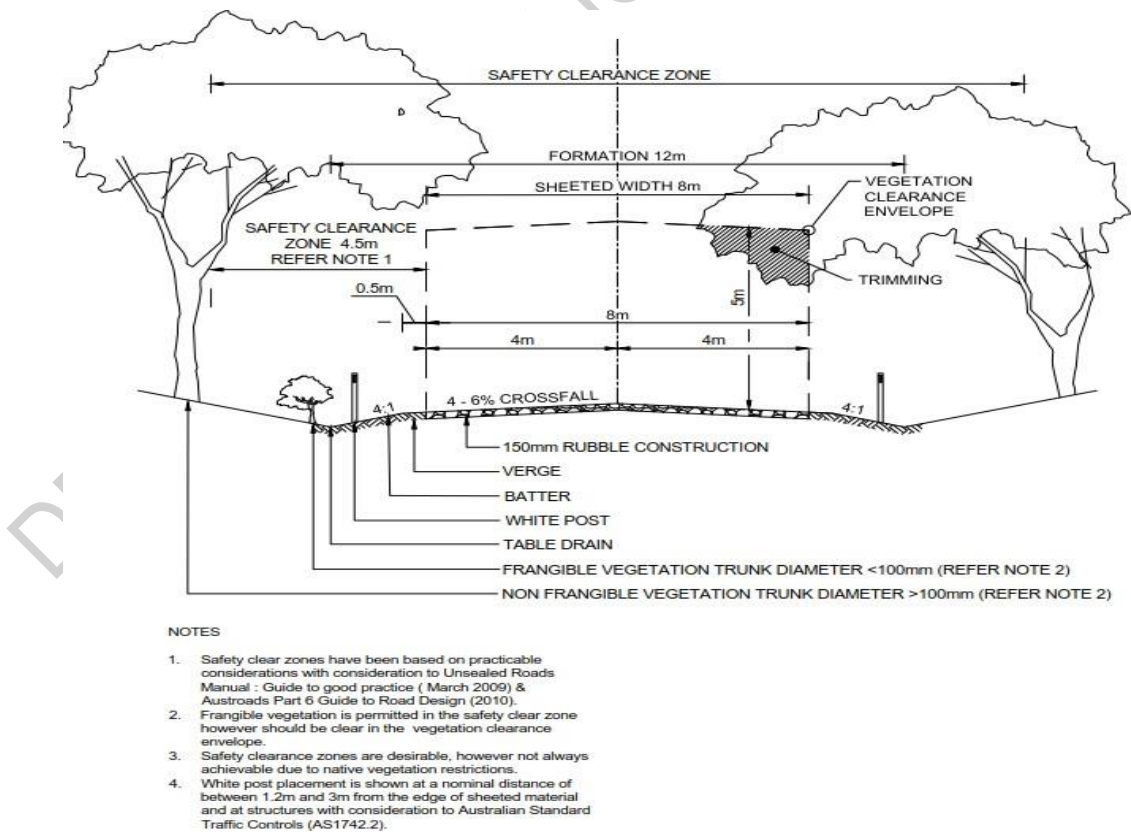 SAFETY CLEARANCE ZONE
FORMATION 12m
SHEETED WIDTH 8m
VEGETATION
CLEARANCE
ENVELOPE
SAFETY CLEARANCE
ZONE 4.5m
REFER NOTE 1
TRIMMING
0.5m
5m
8m
4m
4m
4:1
4 - 6% CROSSFALL
4:1
150mm RUBBLE CONSTRUCTION
VERGE
BATTER
WHITE POST
TABLE DRAIN
FRANGIBLE VEGETATION TRUNK DIAMETER <100mm (REFER NOTE 2)
NON FRANGIBLE VEGETATION TRUNK DIAMETER >100mm (REFER NOTE 2)
NOTES
1. Safety clear zones have been based on practicable
considerations with consideration to Unsealed Roads
Manual : Guide to good practice ( March 2009) &
Austroads Part 6 Guide to Road Design (2010).
2. Frangible vegetation is permitted in the safety clear zone
however should be clear in the vegetation clearance
envelope.
3. Safety clearance zones are desirable, however not always
achievable due to native vegetation restrictions.
4. White post placement is shown at a nominal distance of
between 1.2m and 3m from the edge of sheeted material
and at structures with consideration to Australian Standard
Traffic Controls (AS1742.2).